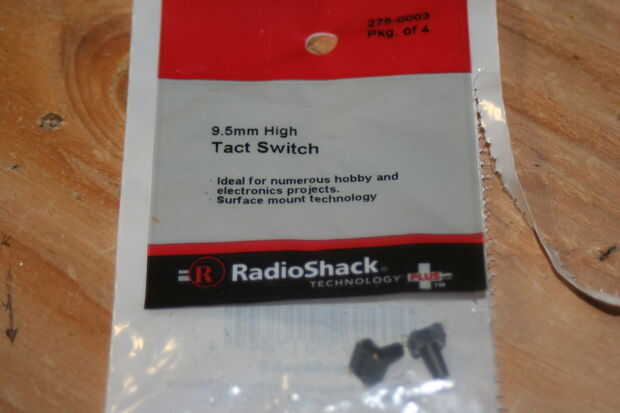 275-0003
Pkg. of 4
9.5mm High
Tact Switch
· Ideal for numerous hobby and
electronics projects.
· Surface mount technology
R RadioShack®
TECHNOLOGY PLUS TM